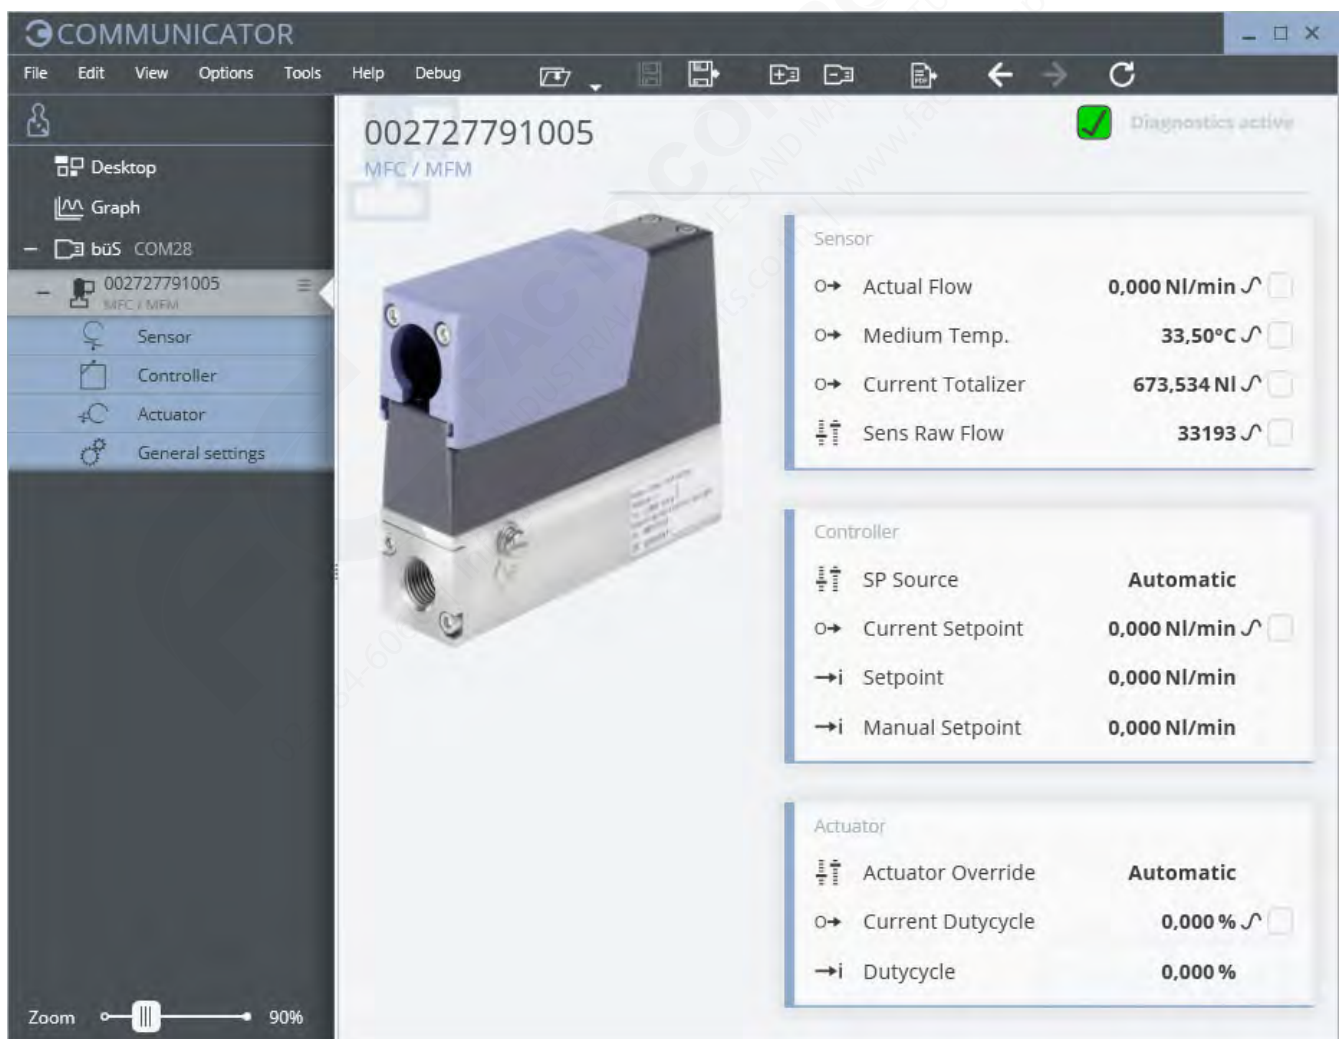 COMMUNICATOR
File Edit View Options Tools Help Debug
002727791005
MFC / MFM
Diagnostics active
Desktop
Graph
büS COM28
002727791005
MFC / MFM
Sensor
Controller
Actuator
General settings
Sensor
Actual Flow 0,000 Nl/min
Medium Temp. 33,50°C
Current Totalizer 673,534 Nl
Sens Raw Flow 33193
Controller
SP Source Automatic
Current Setpoint 0,000 Nl/min
Setpoint 0,000 Nl/min
Manual Setpoint 0,000 Nl/min
Actuator
Actuator Override Automatic
Current Dutycycle 0,000 %
Dutycycle 0,000 %
Zoom 90%